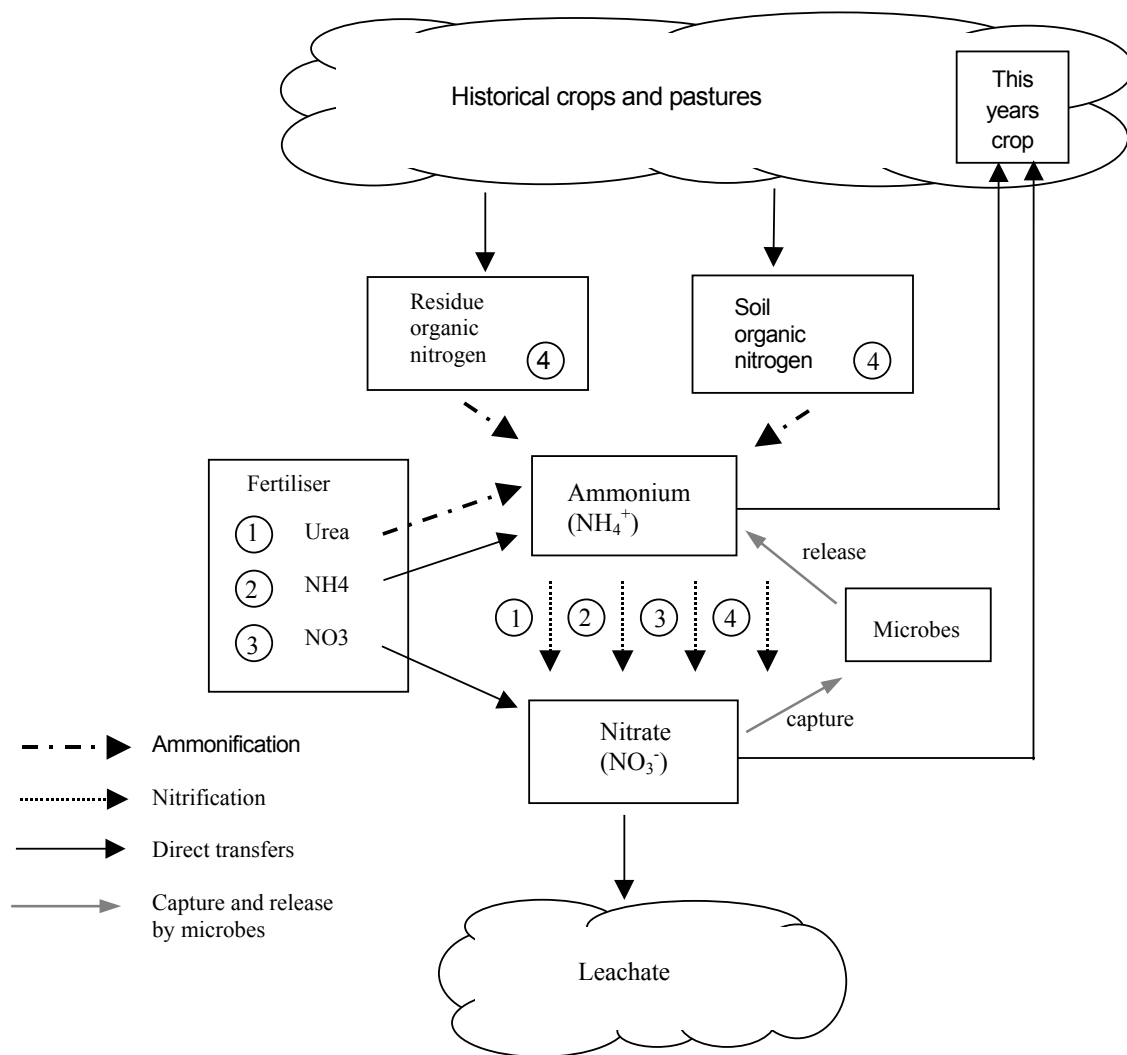 Historical crops and pastures
This
years
crop
Residue
organic
nitrogen
4
Soil
organic
nitrogen
4
Fertiliser
1 Urea
2 NH4
3 NO3
Ammonium
(NH₄⁺)
release
1 2 3 4
Microbes
capture
Nitrate
(NO₃⁻)
Ammonification
Nitrification
Direct transfers
Capture and release
by microbes
Leachate